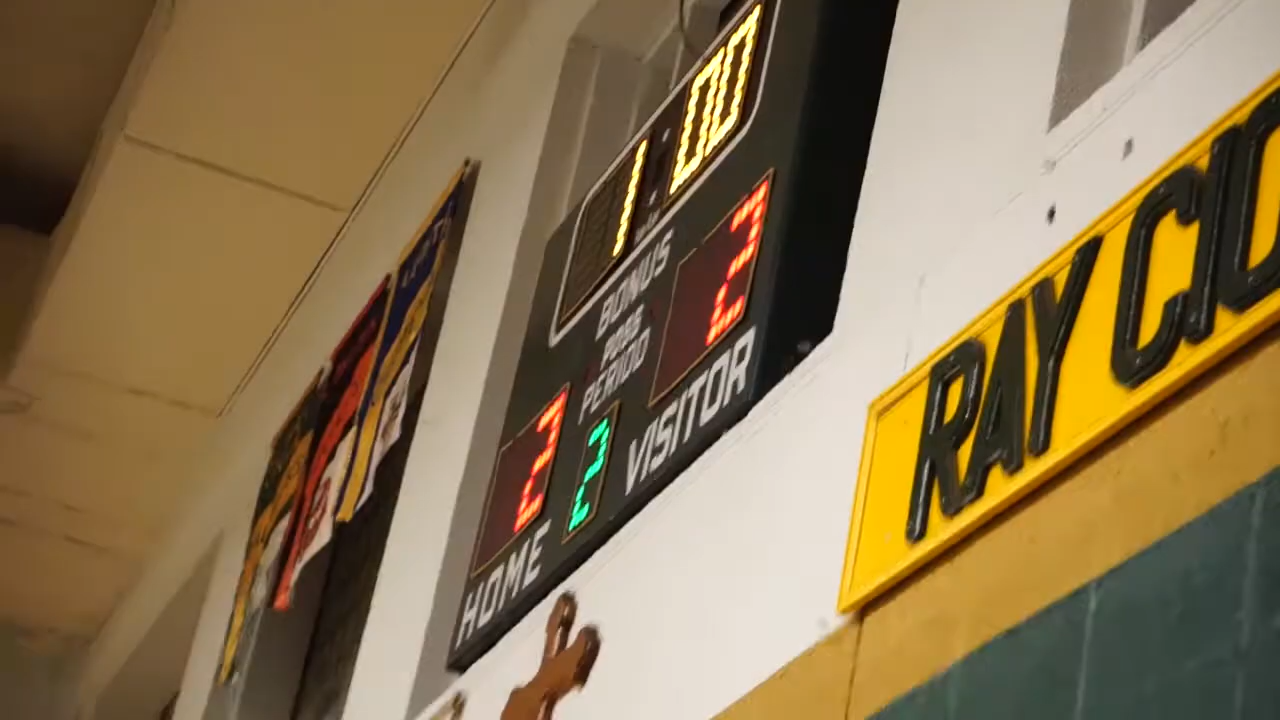 1:00
BONUS
POSS
PERIOD
2 2 2
HOME VISITOR
RAY CIO